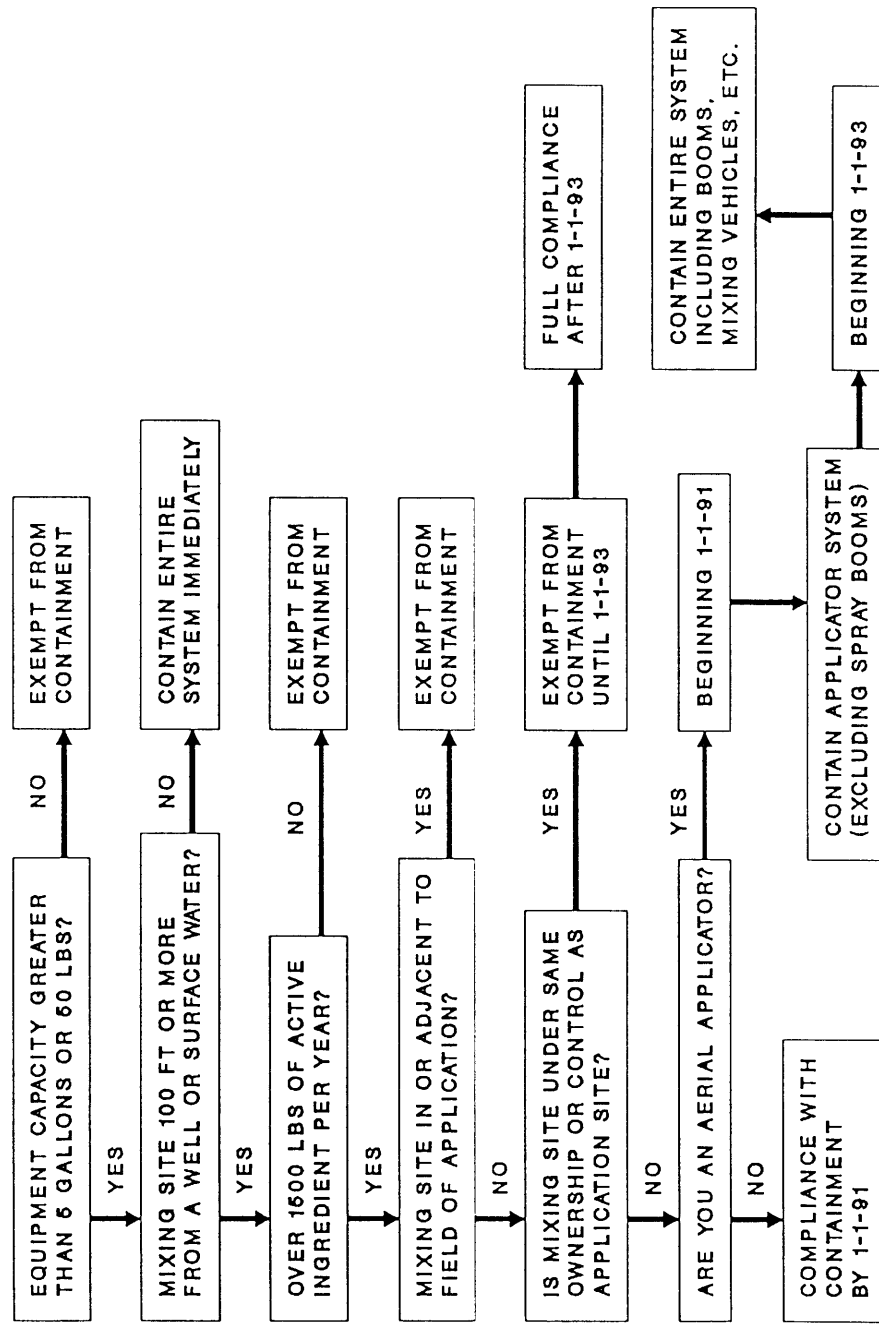 EQUIPMENT CAPACITY GREATER
THAN 5 GALLONS OR 50 LBS?
NO
EXEMPT FROM
CONTAINMENT
YES
MIXING SITE 100 FT OR MORE
FROM A WELL OR SURFACE WATER?
NO
CONTAIN ENTIRE
SYSTEM IMMEDIATELY
YES
OVER 1500 LBS OF ACTIVE
INGREDIENT PER YEAR?
NO
EXEMPT FROM
CONTAINMENT
YES
MIXING SITE IN OR ADJACENT TO
FIELD OF APPLICATION?
YES
EXEMPT FROM
CONTAINMENT
NO
IS MIXING SITE UNDER SAME
OWNERSHIP OR CONTROL AS
APPLICATION SITE?
YES
EXEMPT FROM
CONTAINMENT
UNTIL 1-1-93
FULL COMPLIANCE
AFTER 1-1-93
NO
ARE YOU AN AERIAL APPLICATOR?
YES
BEGINNING 1-1-91
CONTAIN APPLICATOR SYSTEM
(EXCLUDING SPRAY BOOMS)
BEGINNING 1-1-93
CONTAIN ENTIRE SYSTEM
INCLUDING BOOMS,
MIXING VEHICLES, ETC.
NO
COMPLIANCE WITH
CONTAINMENT
BY 1-1-91